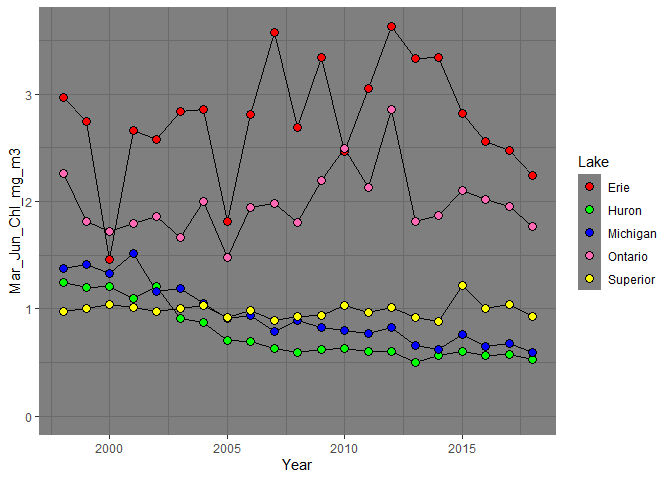 3
2
1
0
Mar_Jun_Chl_mg_m3
2000
2005
2010
2015
Year
Lake
Erie
Huron
Michigan
Ontario
Superior